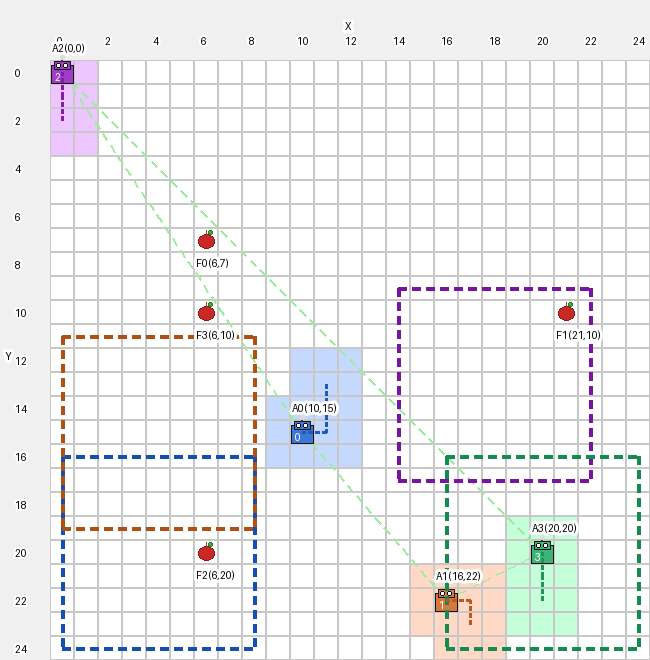 X
0 2 4 6 8 10 12 14 16 18 20 22 24
A2(0,0)
0
2
2
4
6
F0(6,7)
8
10
F3(6,10)
F1(21,10)
Y
12
14
A0(10,15)
0
16
18
A3(20,20)
20
3
F2(6,20)
A1(16,22)
22
1
24